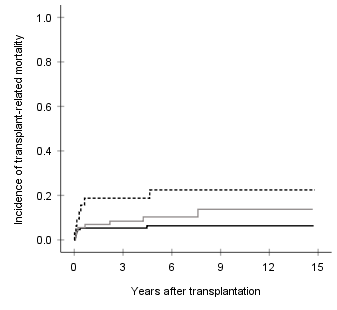 Incidence of transplant-related mortality
1.0
0.8
0.6
0.4
0.2
0.0
0 3 6 9 12 15
Years after transplantation